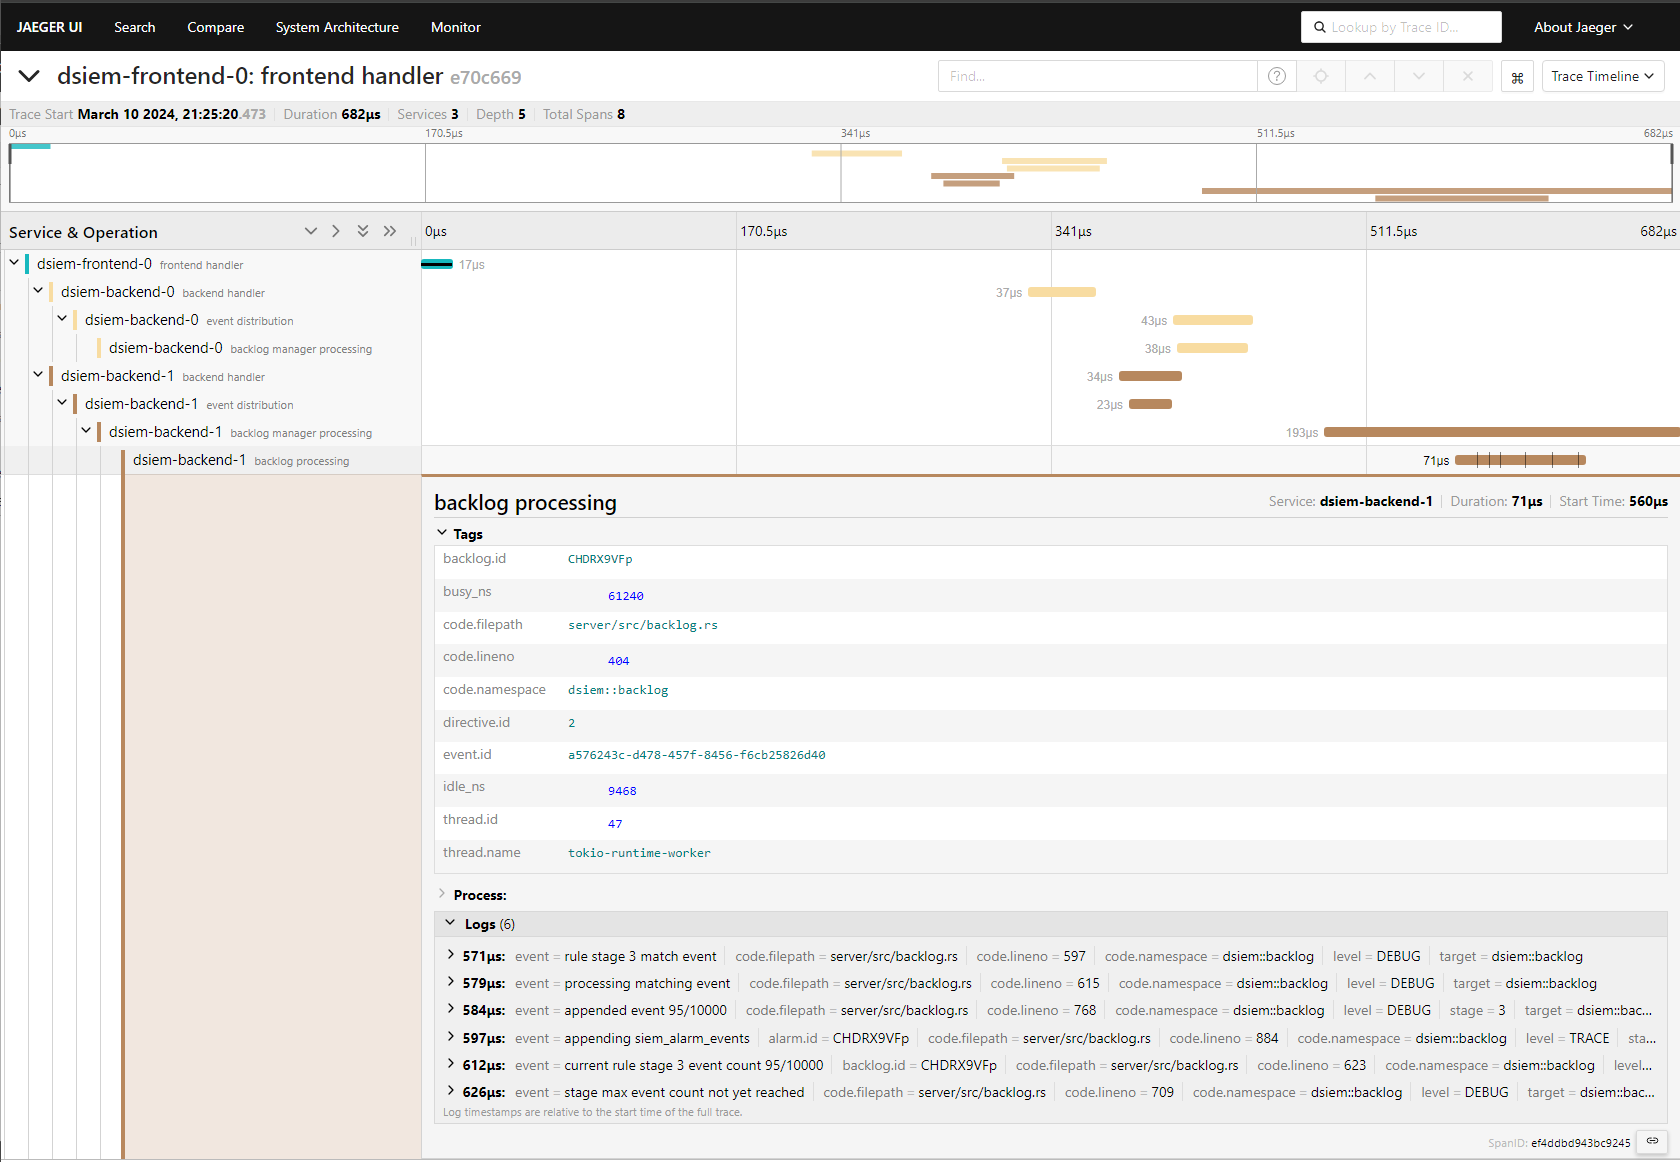 JAEGER UI Search Compare System Architecture Monitor Lookup by Trace ID... About Jaeger
dsiem-frontend-0: frontend handler e70c669 Find... ? ⌘ Trace Timeline
Trace Start March 10 2024, 21:25:20.473 Duration 682µs Services 3 Depth 5 Total Spans 8
0µs 170.5µs 341µs 511.5µs 682µs
Service & Operation 0µs 170.5µs 341µs 511.5µs 682µs
dsiem-frontend-0 frontend handler 17µs
dsiem-backend-0 backend handler 37µs
dsiem-backend-0 event distribution 43µs
dsiem-backend-0 backlog manager processing 38µs
dsiem-backend-1 backend handler 34µs
dsiem-backend-1 event distribution 23µs
dsiem-backend-1 backlog manager processing 193µs
dsiem-backend-1 backlog processing 71µs
backlog processing Service: dsiem-backend-1 Duration: 71µs Start Time: 560µs
Tags
backlog.id CHDRX9VFp
busy_ns 61240
code.filepath server/src/backlog.rs
code.lineno 404
code.namespace dsiem::backlog
directive.id 2
event.id a576243c-d478-457f-8456-f6cb25826d40
idle_ns 9468
thread.id 47
thread.name tokio-runtime-worker
Process:
Logs (6)
571µs: event = rule stage 3 match event code.filepath = server/src/backlog.rs code.lineno = 597 code.namespace = dsiem::backlog level = DEBUG target = dsiem::backlog
579µs: event = processing matching event code.filepath = server/src/backlog.rs code.lineno = 615 code.namespace = dsiem::backlog level = DEBUG target = dsiem::backlog
584µs: event = appended event 95/10000 code.filepath = server/src/backlog.rs code.lineno = 768 code.namespace = dsiem::backlog level = DEBUG stage = 3 target = dsiem::bac...
597µs: event = appending siem_alarm_events alarm.id = CHDRX9VFp code.filepath = server/src/backlog.rs code.lineno = 884 code.namespace = dsiem::backlog level = TRACE sta...
612µs: event = current rule stage 3 event count 95/10000 backlog.id = CHDRX9VFp code.filepath = server/src/backlog.rs code.lineno = 623 code.namespace = dsiem::backlog level...
626µs: event = stage max event count not yet reached code.filepath = server/src/backlog.rs code.lineno = 709 code.namespace = dsiem::backlog level = DEBUG target = dsiem::bac...
Log timestamps are relative to the start time of the full trace.
SpanID: ef4ddbd943bc9245